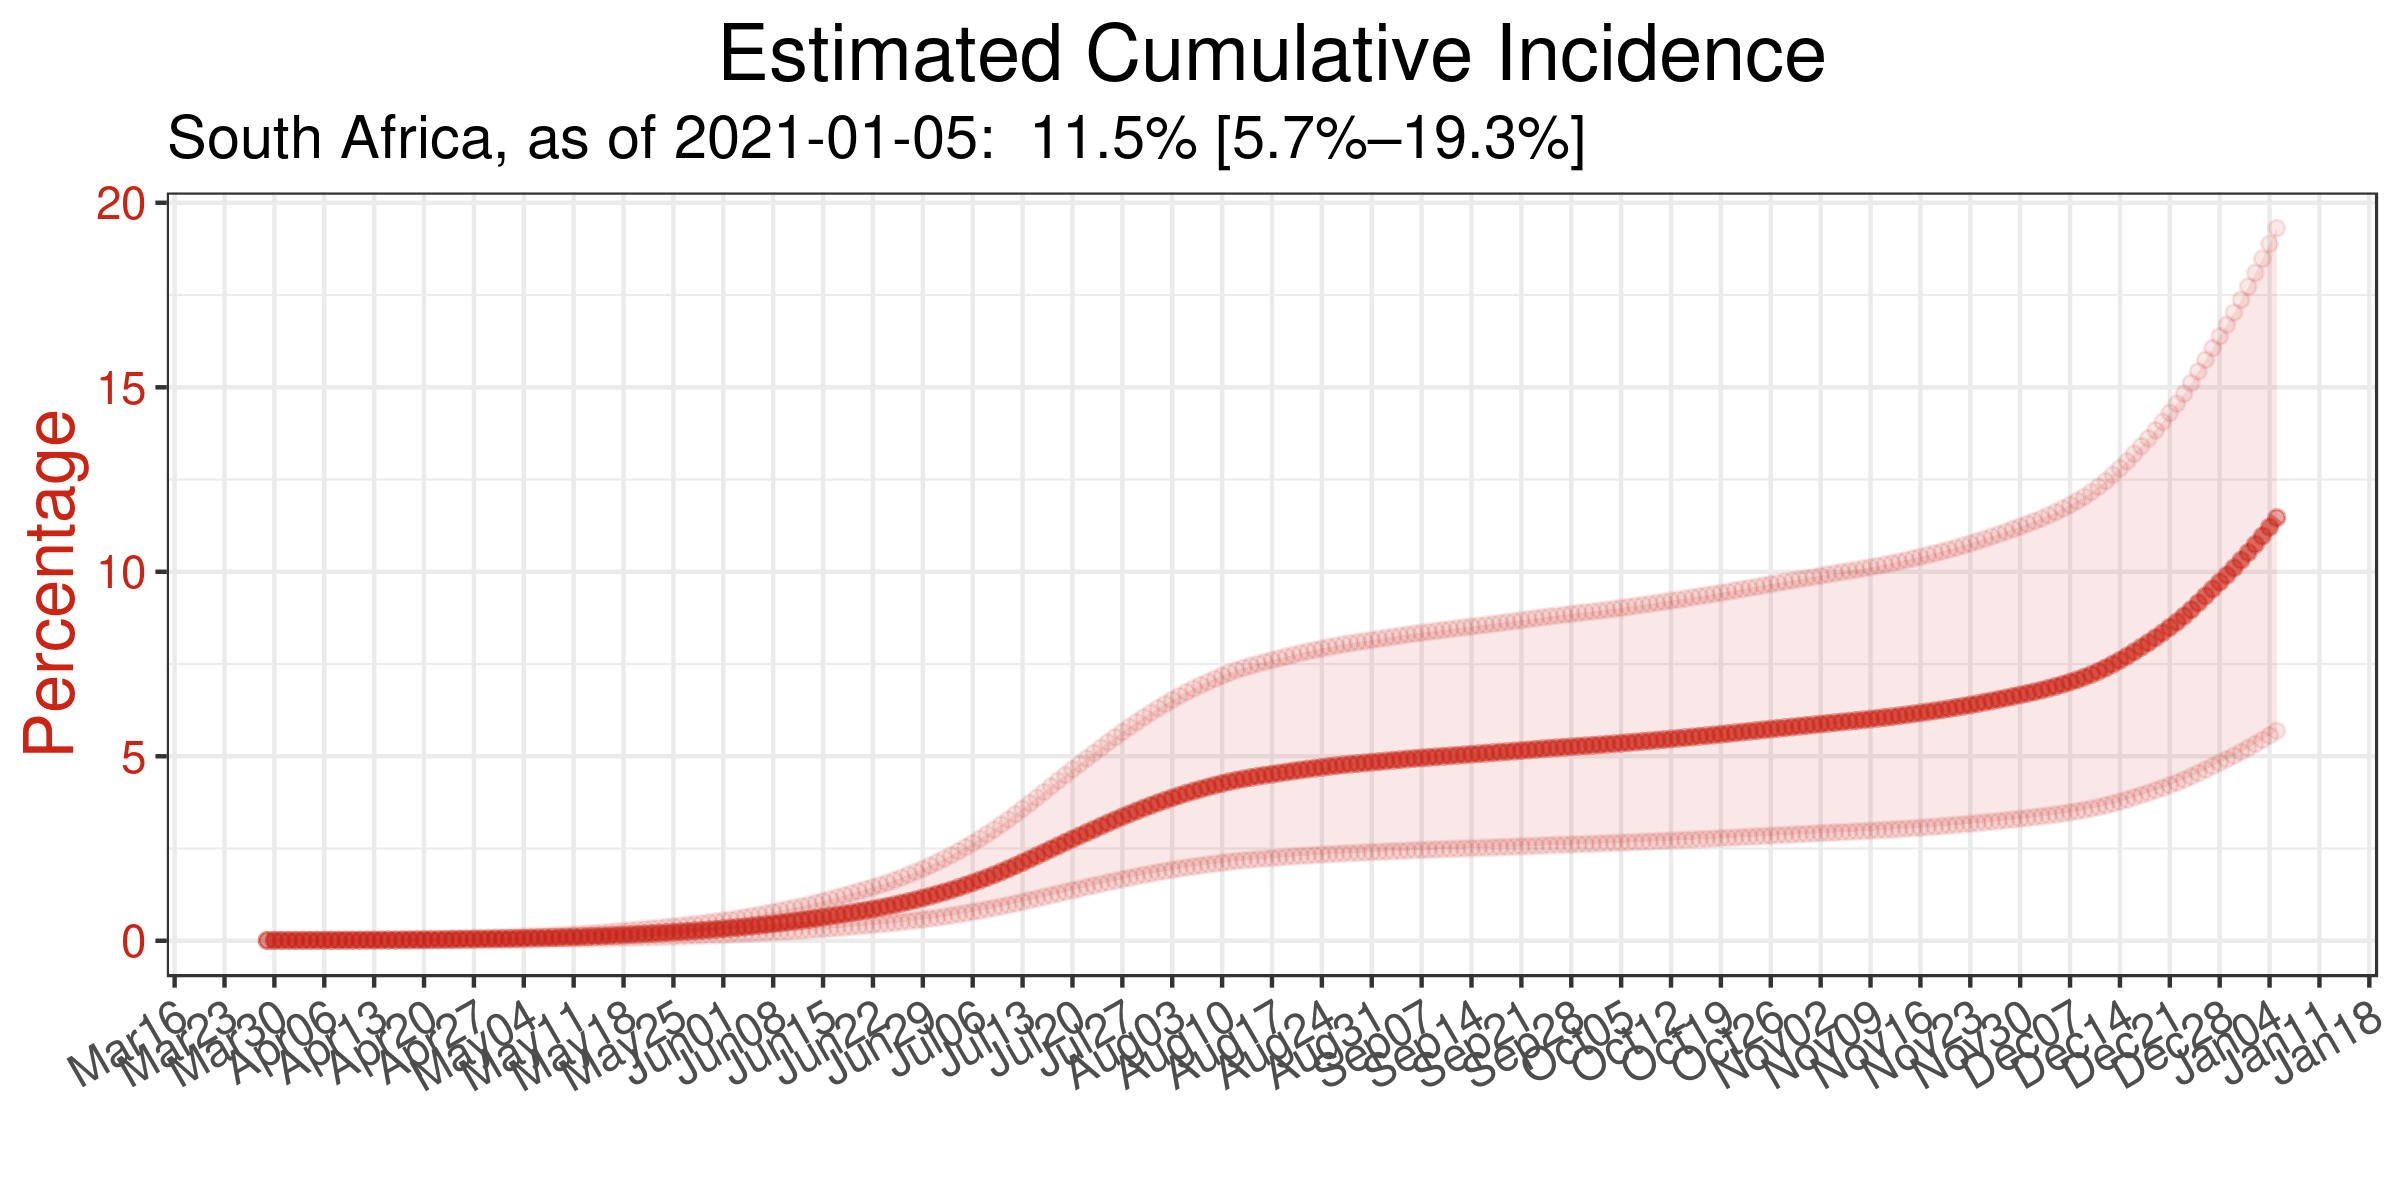 Estimated Cumulative Incidence
South Africa, as of 2021-01-05:  11.5% [5.7%–19.3%]
Percentage
20
15
10
5
0
Mar16
Mar23
Mar30
Apr06
Apr13
Apr20
Apr27
May04
May11
May18
May25
Jun01
Jun08
Jun15
Jun22
Jun29
Jul06
Jul13
Jul20
Jul27
Aug03
Aug10
Aug17
Aug24
Aug31
Sep07
Sep14
Sep21
Sep28
Oct05
Oct12
Oct19
Oct26
Nov02
Nov09
Nov16
Nov23
Nov30
Dec07
Dec14
Dec21
Dec28
Jan04
Jan11
Jan18